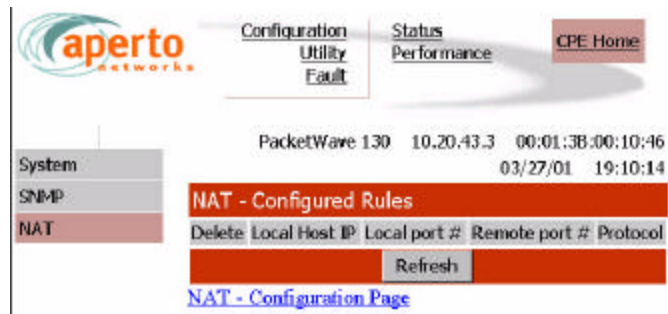 aperto
networks
Configuration
Utility
Fault
Status
Performance
CPE Home
PacketWave 130 10.20.43.3 00:01:3B:00:10:46
03/27/01 19:10:14
System
SNMP
NAT
NAT - Configured Rules
Delete Local Host IP Local port # Remote port # Protocol
Refresh
NAT - Configuration Page